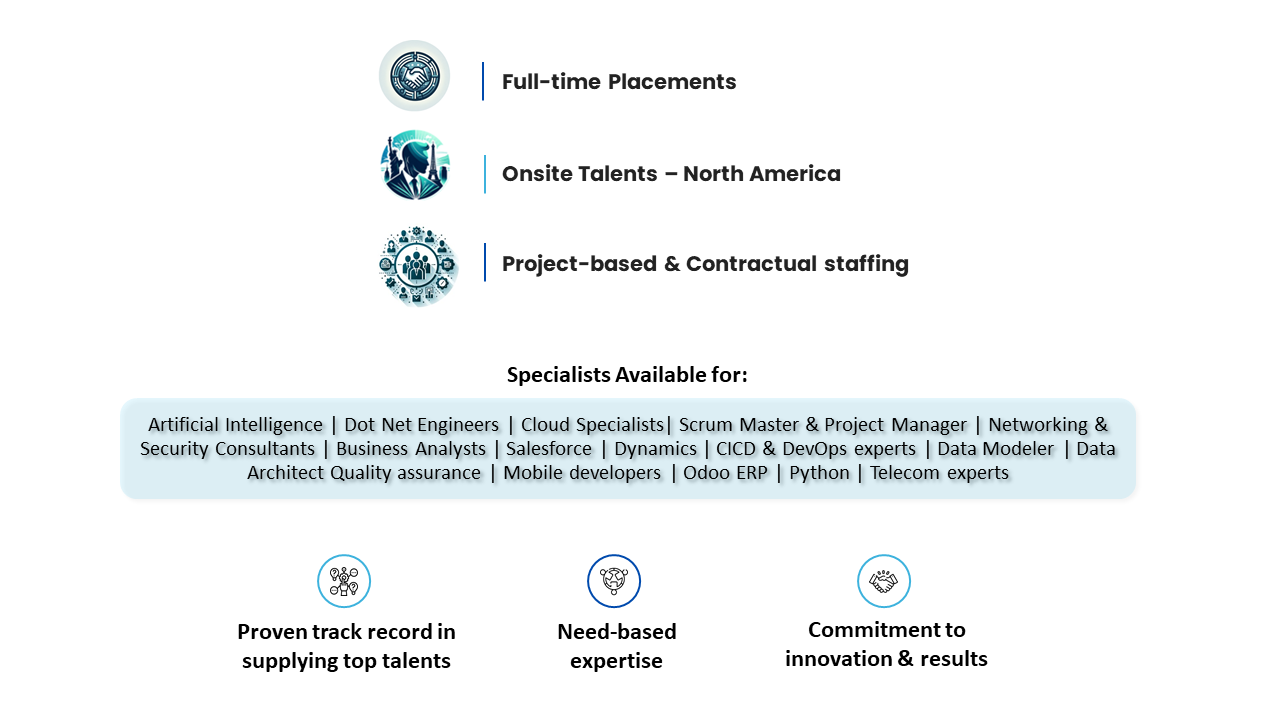 Full-time Placements
Onsite Talents – North America
Project-based & Contractual staffing
Specialists Available for:
Artificial Intelligence | Dot Net Engineers | Cloud Specialists| Scrum Master & Project Manager | Networking &
Security Consultants | Business Analysts | Salesforce | Dynamics | CICD & DevOps experts | Data Modeler | Data
Architect Quality assurance | Mobile developers | Odoo ERP | Python | Telecom experts
Proven track record in
supplying top talents
Need-based
expertise
Commitment to
innovation & results